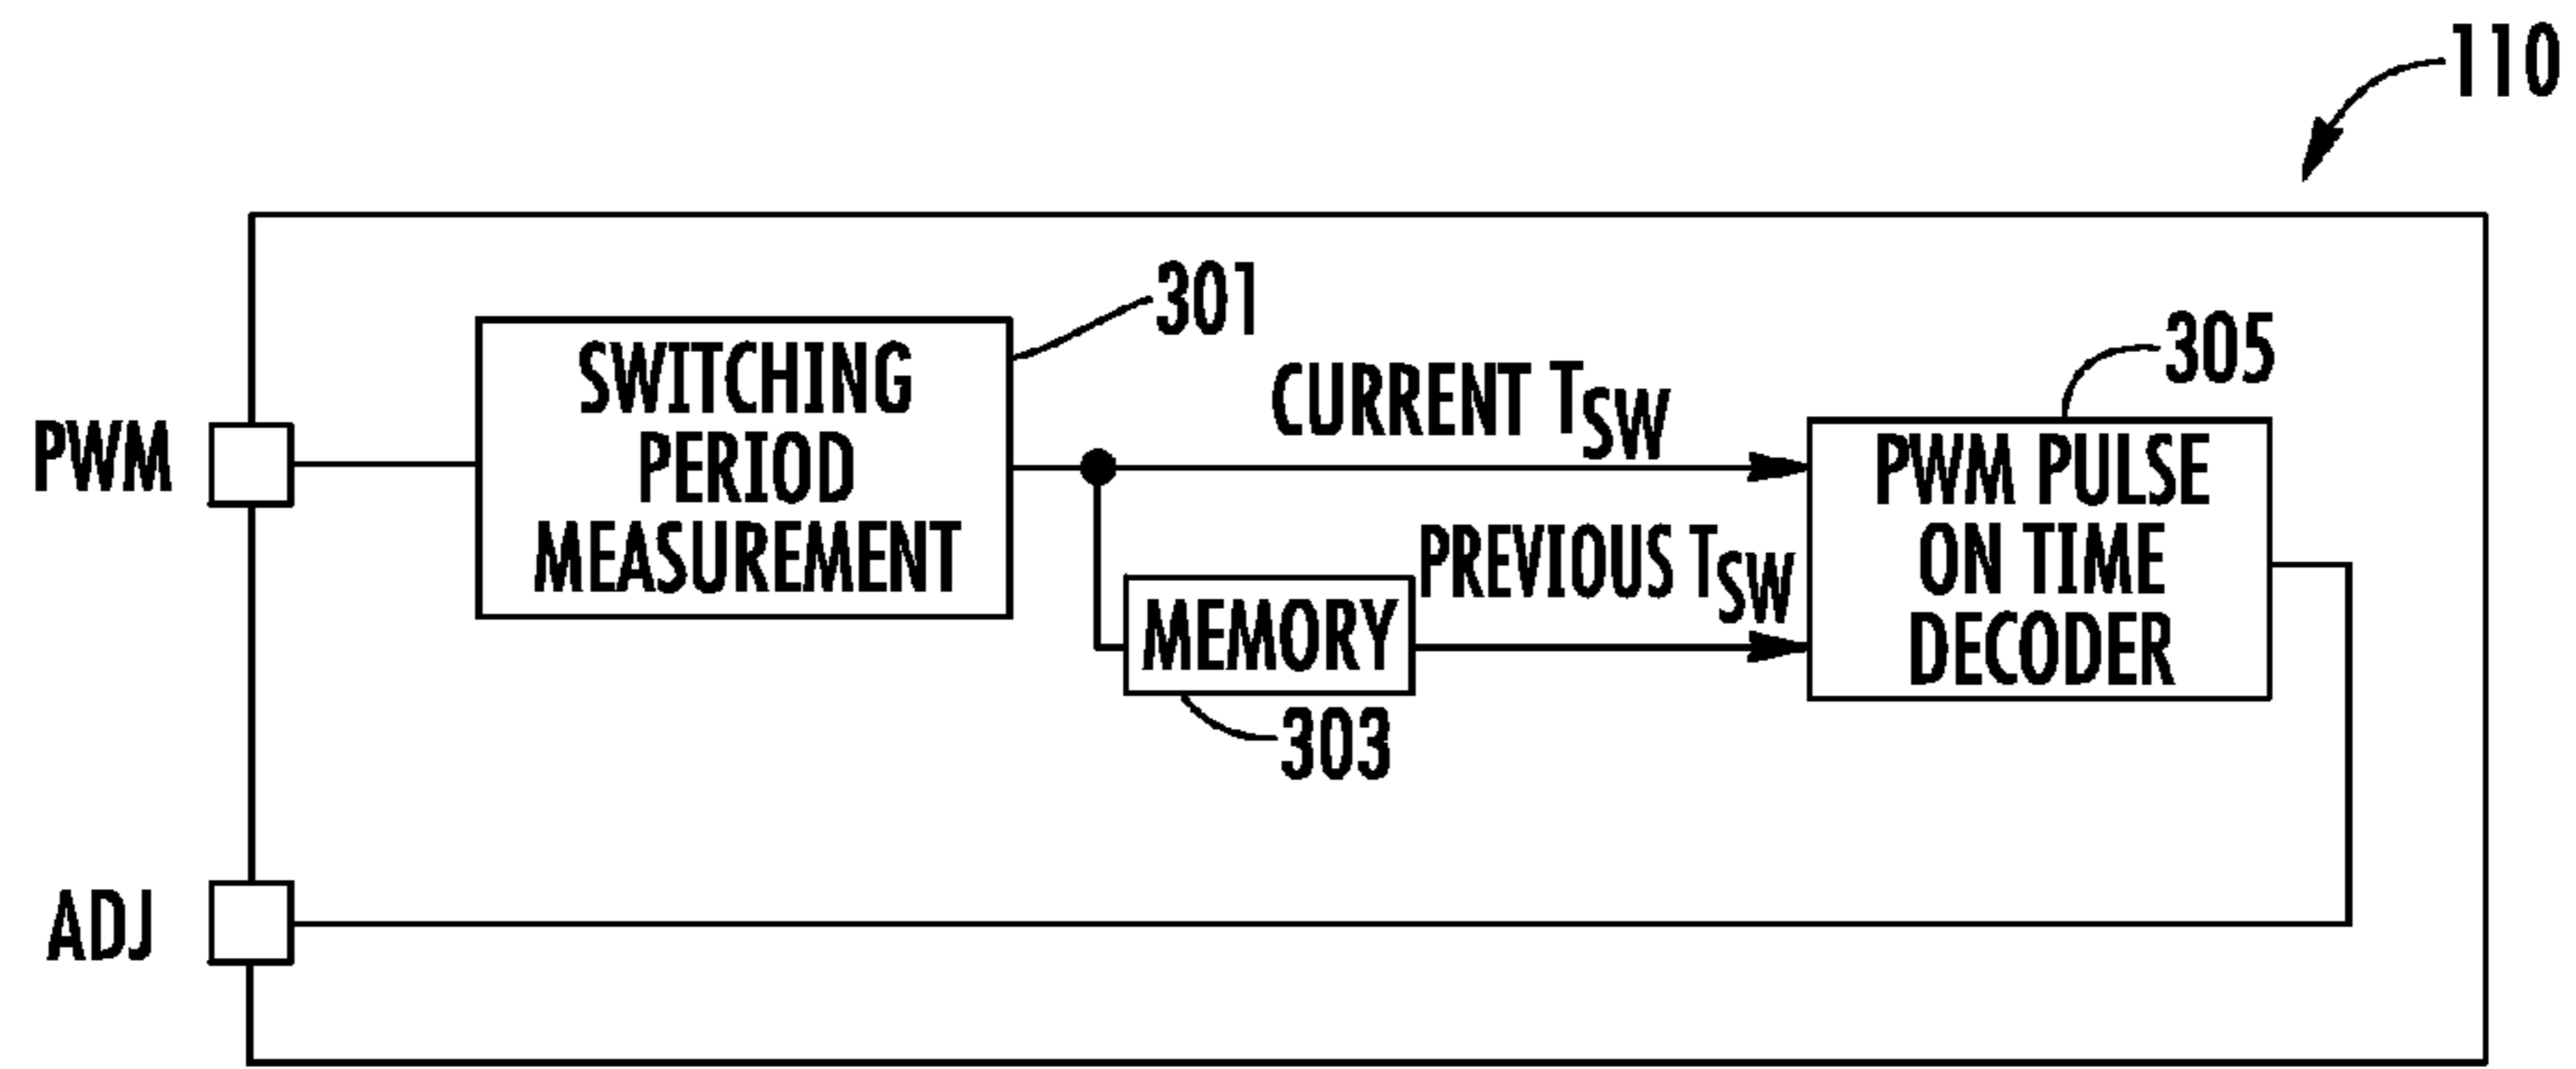 110
301
SWITCHING
PERIOD
MEASUREMENT
305
CURRENT TSW
PWM
PWM PULSE
ON TIME
DECODER
PREVIOUS TSW
MEMORY
303
ADJ